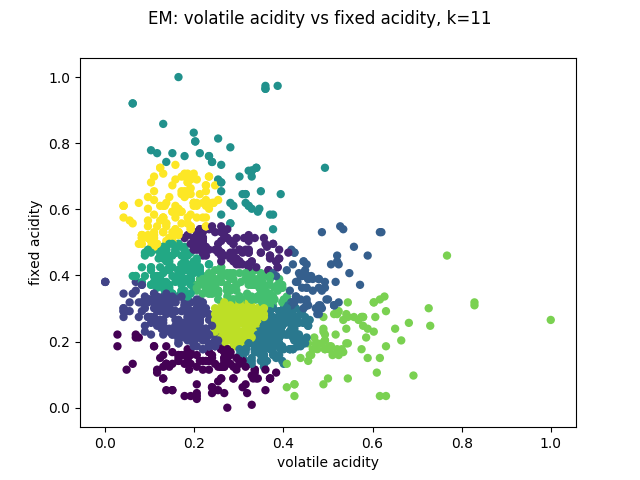 EM: volatile acidity vs fixed acidity, k=11
1.0
0.8
0.6
0.4
0.2
0.0
fixed acidity
0.0 0.2 0.4 0.6 0.8 1.0
volatile acidity